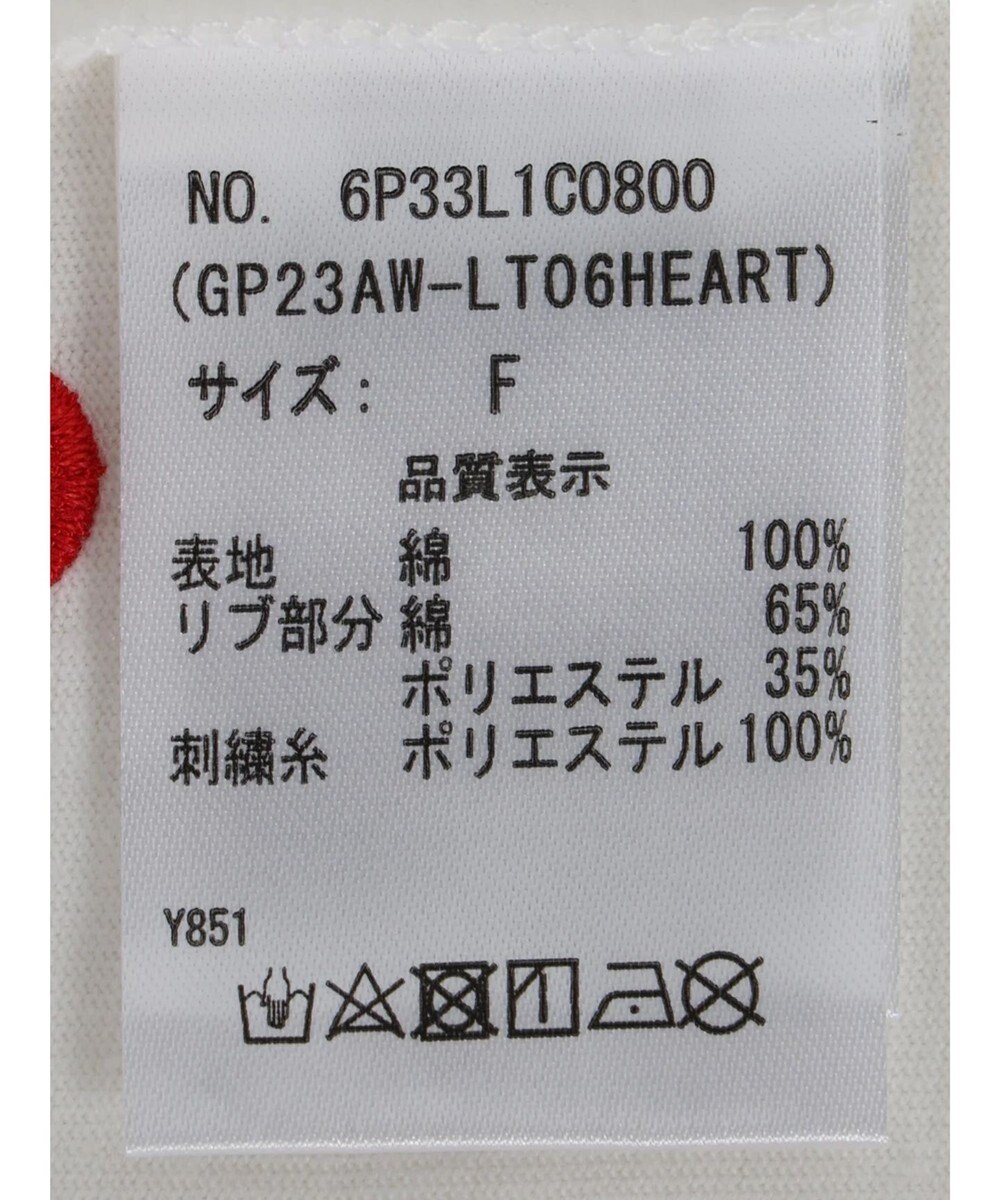 NO. 6P33L1C0800
(GP23AW-LT06HEART)
サイズ: F
品質表示
表地 綿 100%
リブ部分 綿 65%
ポリエステル 35%
刺繍糸 ポリエステル 100%
Y851